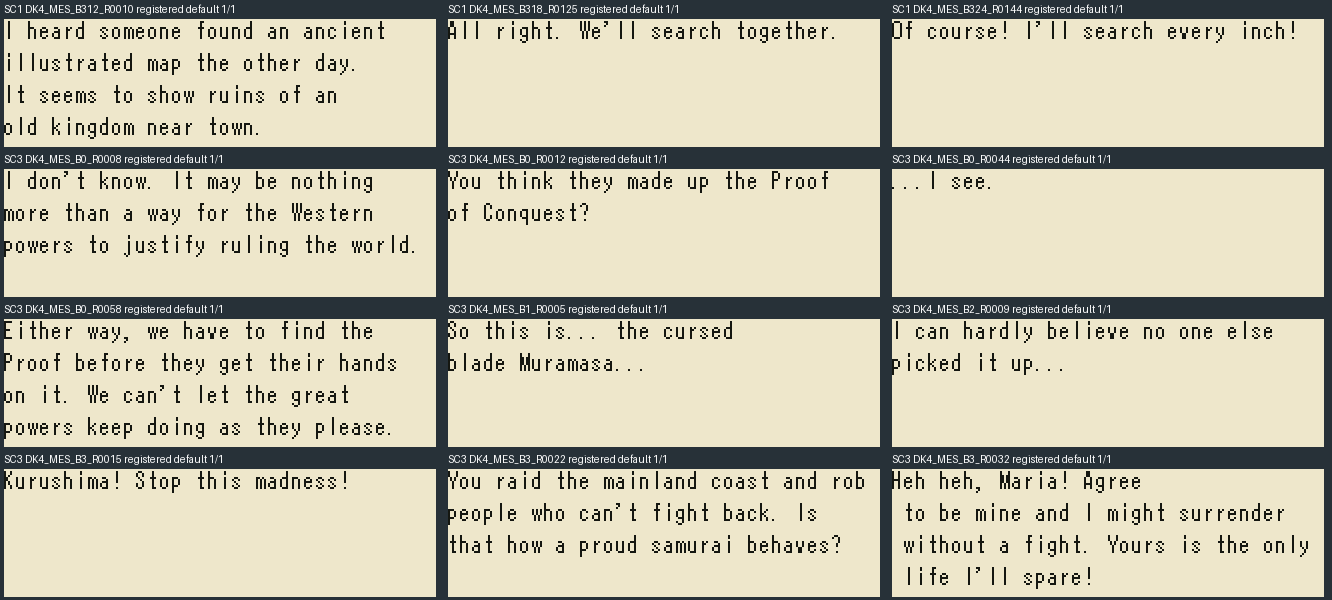 SC1 DK4_MES_B312_R0010 registered default 1/1
I heard someone found an ancient
illustrated map the other day.
It seems to show ruins of an
old kingdom near town.
SC1 DK4_MES_B318_R0125 registered default 1/1
All right. We'll search together.
SC1 DK4_MES_B324_R0144 registered default 1/1
Of course! I'll search every inch!
SC3 DK4_MES_B0_R0008 registered default 1/1
I don't know. It may be nothing
more than a way for the Western
powers to justify ruling the world.
SC3 DK4_MES_B0_R0012 registered default 1/1
You think they made up the Proof
of Conquest?
SC3 DK4_MES_B0_R0044 registered default 1/1
...I see.
SC3 DK4_MES_B0_R0058 registered default 1/1
Either way, we have to find the
Proof before they get their hands
on it. We can't let the great
powers keep doing as they please.
SC3 DK4_MES_B1_R0005 registered default 1/1
So this is... the cursed
blade Muramasa...
SC3 DK4_MES_B2_R0009 registered default 1/1
I can hardly believe no one else
picked it up...
SC3 DK4_MES_B3_R0015 registered default 1/1
Kurushima! Stop this madness!
SC3 DK4_MES_B3_R0022 registered default 1/1
You raid the mainland coast and rob
people who can't fight back. Is
that how a proud samurai behaves?
SC3 DK4_MES_B3_R0032 registered default 1/1
Heh heh, Maria! Agree
to be mine and I might surrender
without a fight. Yours is the only
life I'll spare!